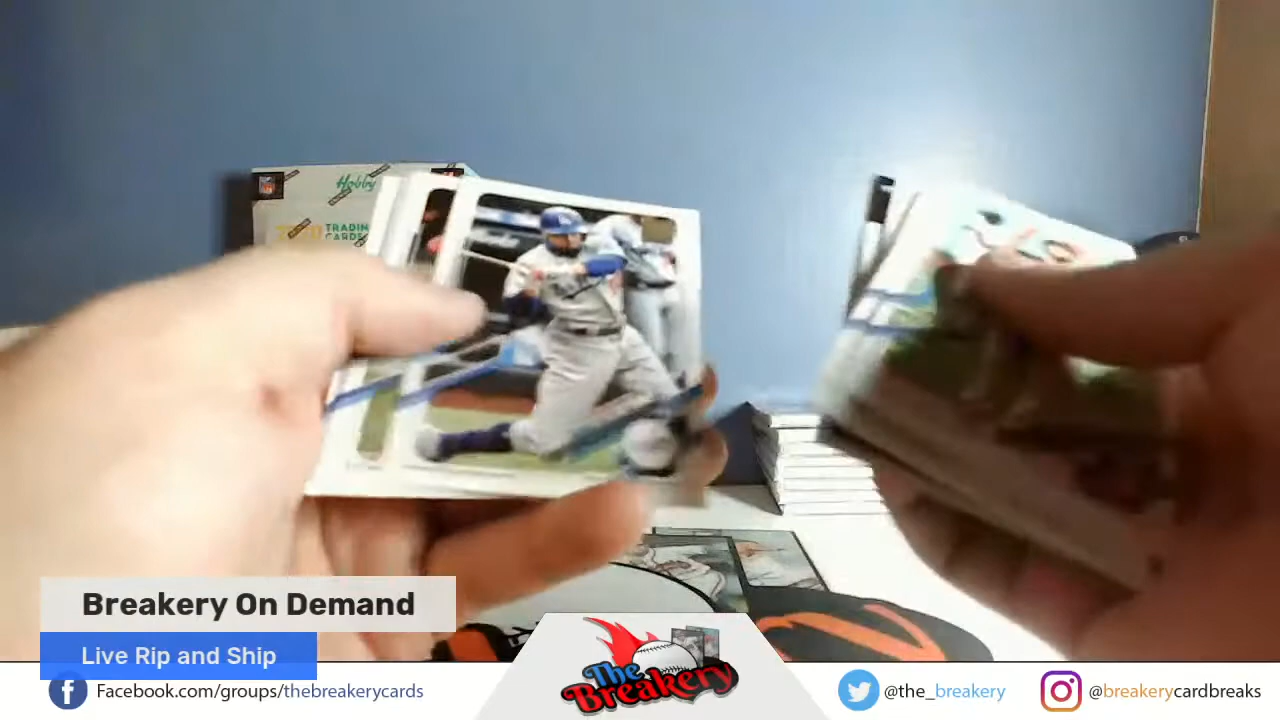 Hobby
TRADING
CARDS
Breakery On Demand
Live Rip and Ship
The
Breakery
Facebook.com/groups/thebreakerycards
@the_breakery
@breakerycardbreaks